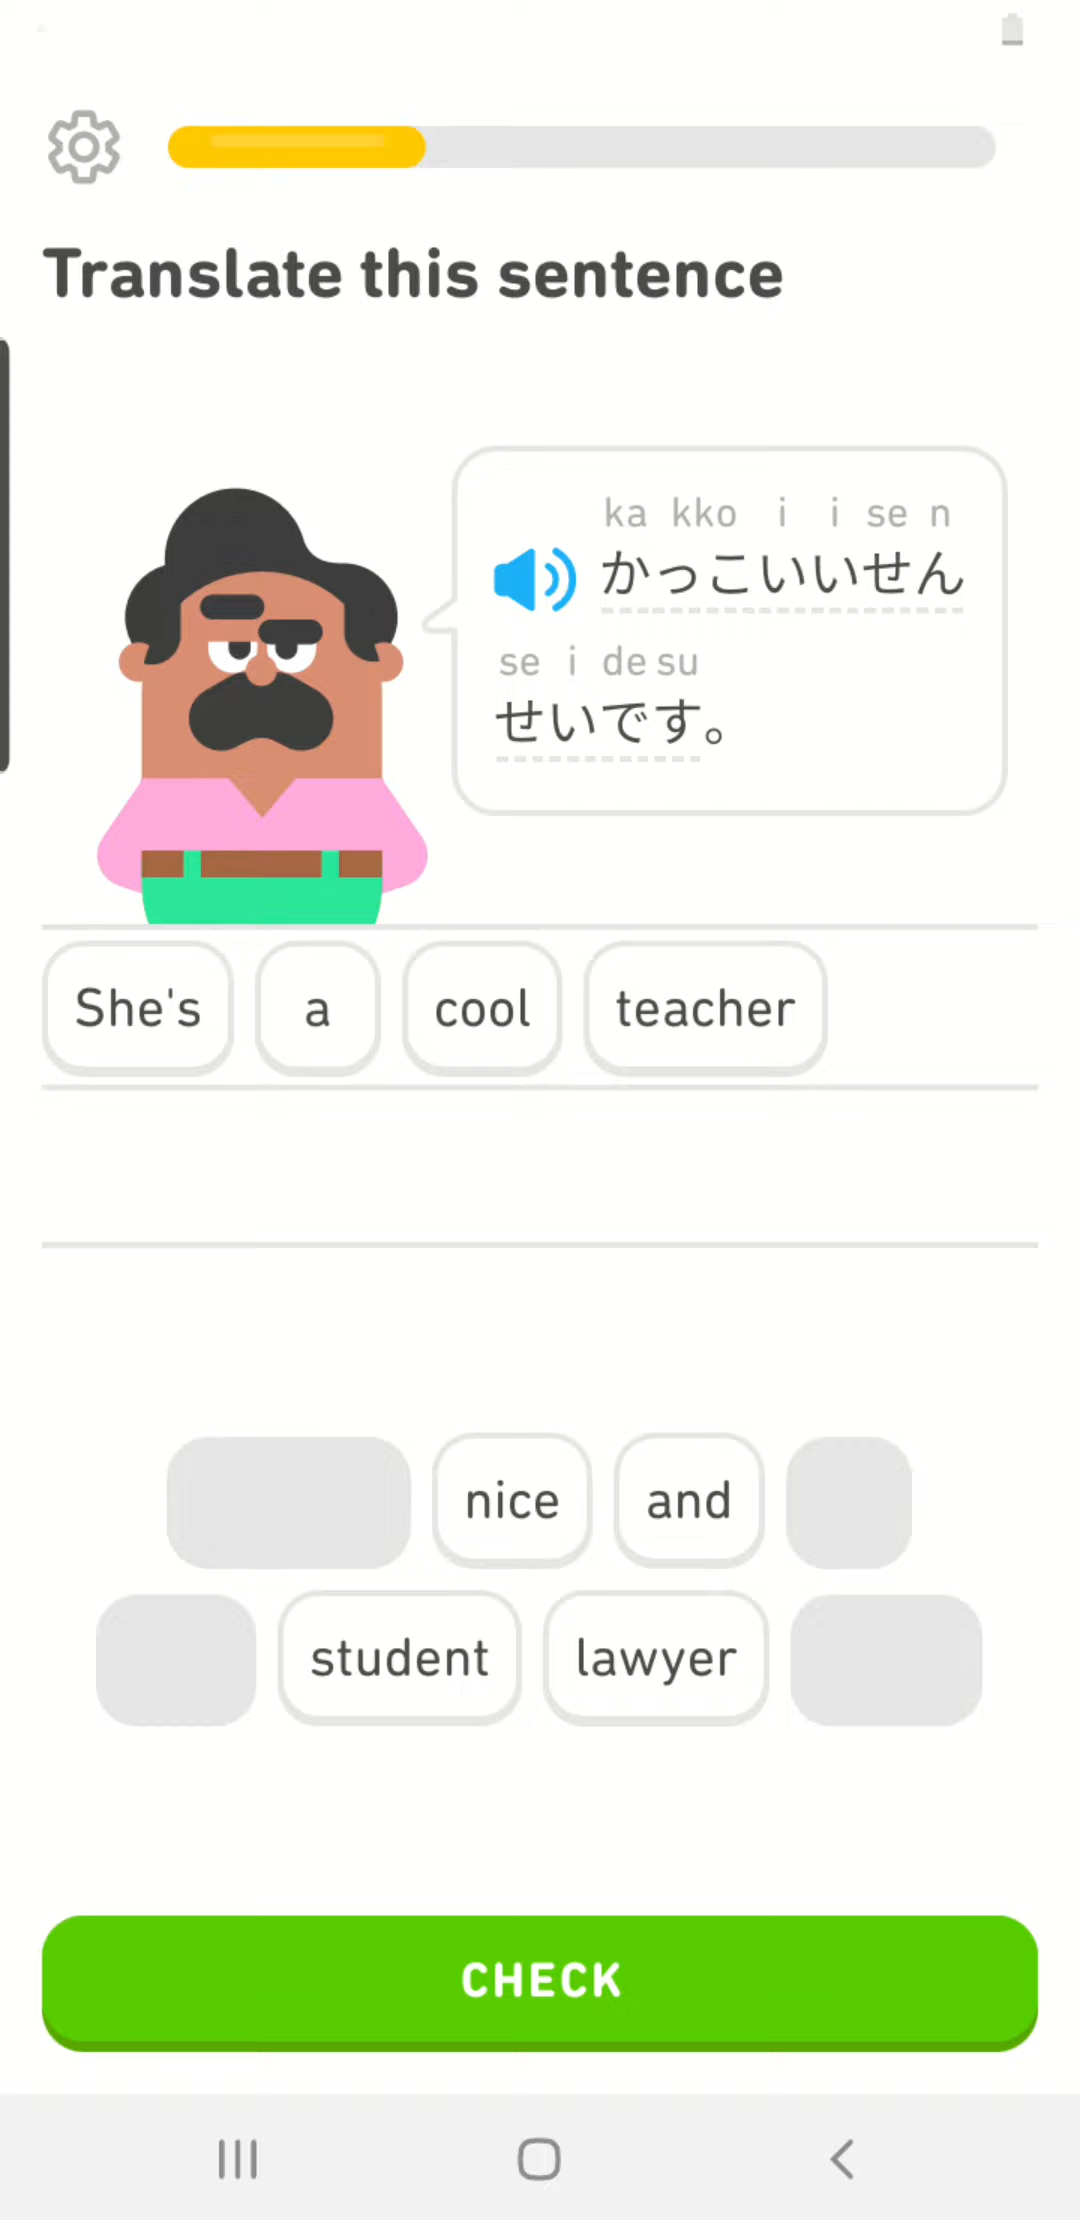 Translate this sentence
ka kko i i se n
かっこいいせん
se i de su
せいです。
She's a cool teacher
nice and
student lawyer
CHECK